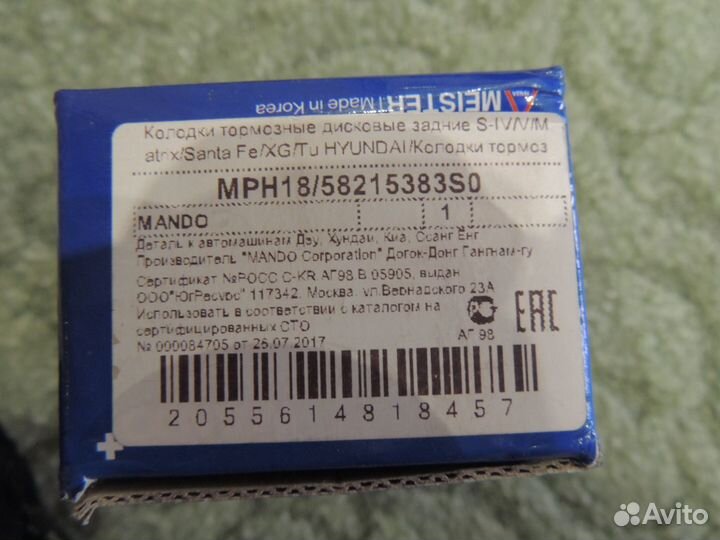 MEISTER Made in Korea
Колодки тормозные дисковые задние S-IV/V/M
atrix/Santa Fe/XG/Tu HYUNDAI /Колодки тормоз
MPH18/58215383S0
MANDO 1
Деталь к автомашинам Дэу, Хундаи, Киа, Ссанг Енг
Производитель "MANDO Corporation" Догок-Донг Гангнам-гу
Сертификат №РОСС C-KR.АГ98.В.05905, выдан
ООО"ЮгРесурс" 117342, Москва, ул.Вернадского 23А
Использовать в соответствии с каталогом на
сертифицированных СТО
№ 000084705 от 26.07.2017
АГ 98
EAC
2055614818457
Avito